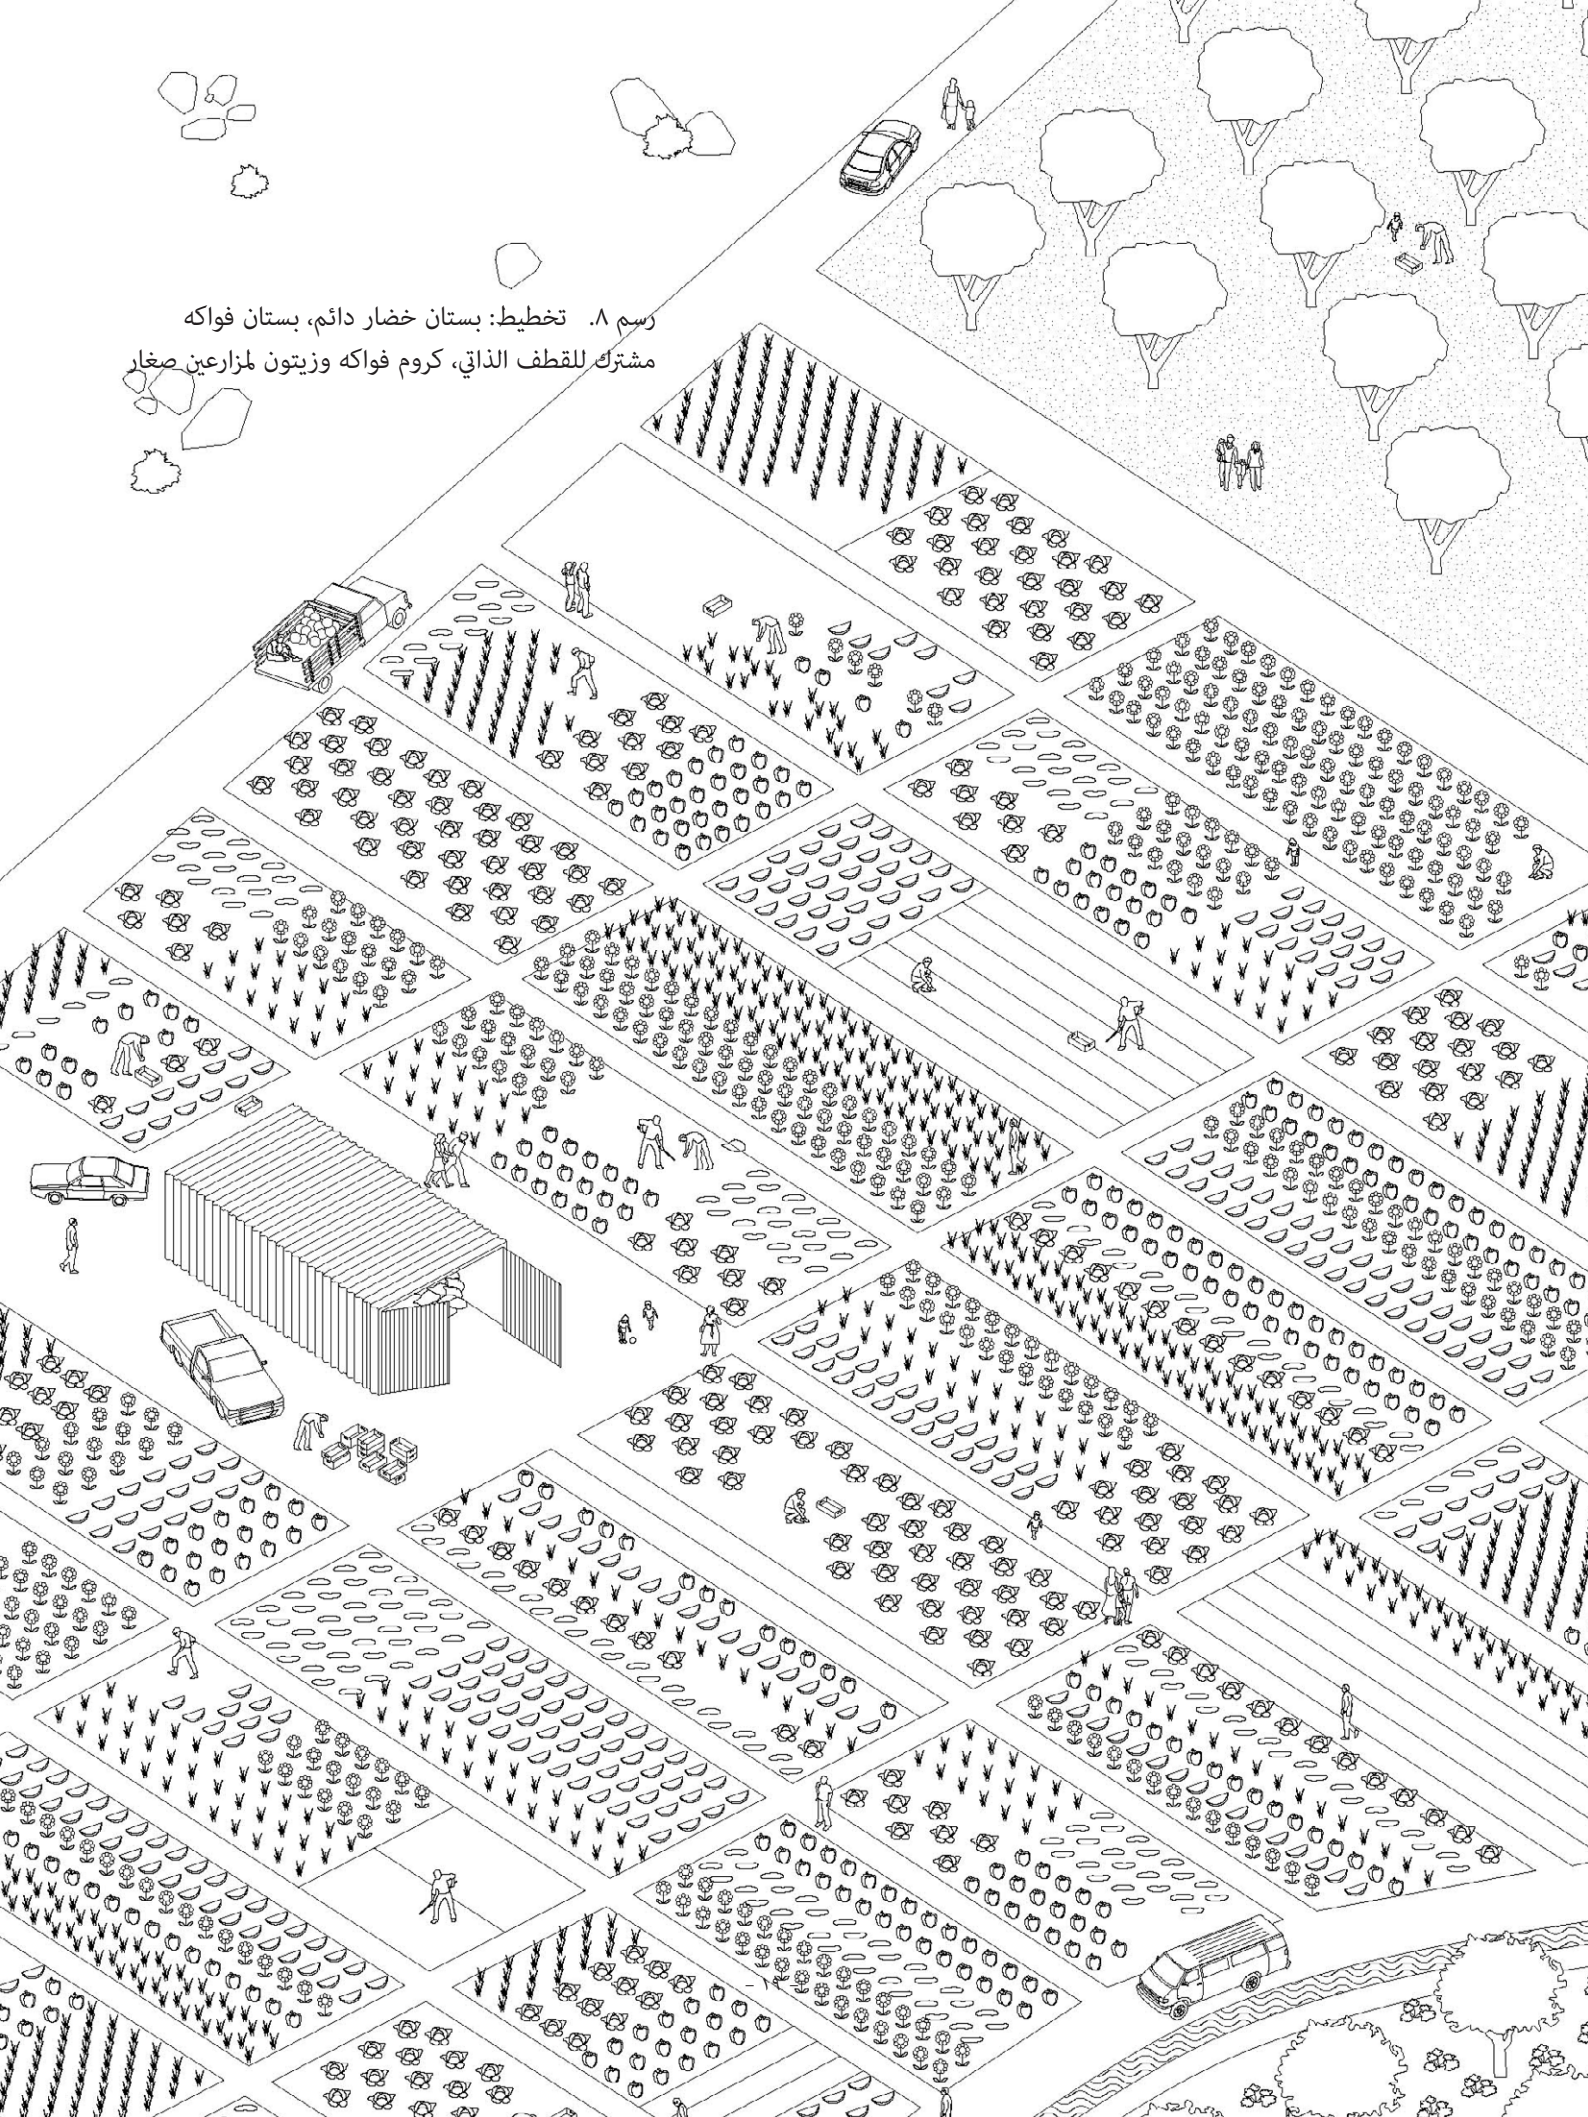 رسم ٨. تخطيط: بستان خضار دائم، بستان فواكه
مشترك للقطف الذاتي، كروم فواكه وزيتون لمزارعين صغار